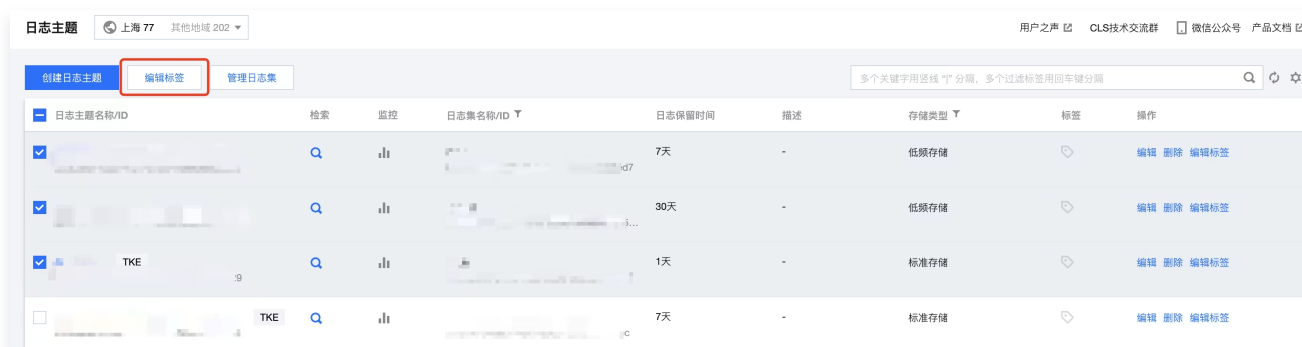 日志主题 上海 77 其他地域 202 用户之声 CLS技术交流群 微信公众号 产品文档
创建日志主题 编辑标签 管理日志集 多个关键字用竖线 "|" 分隔，多个过滤标签用回车键分隔
日志主题名称/ID 检索 监控 日志集名称/ID 日志保留时间 描述 存储类型 标签 操作
7天 - 低频存储 编辑 删除 编辑标签
d7
30天 - 低频存储 编辑 删除 编辑标签
5...
TKE 1天 - 标准存储 编辑 删除 编辑标签
:9
TKE 7天 - 标准存储 编辑 删除 编辑标签
c